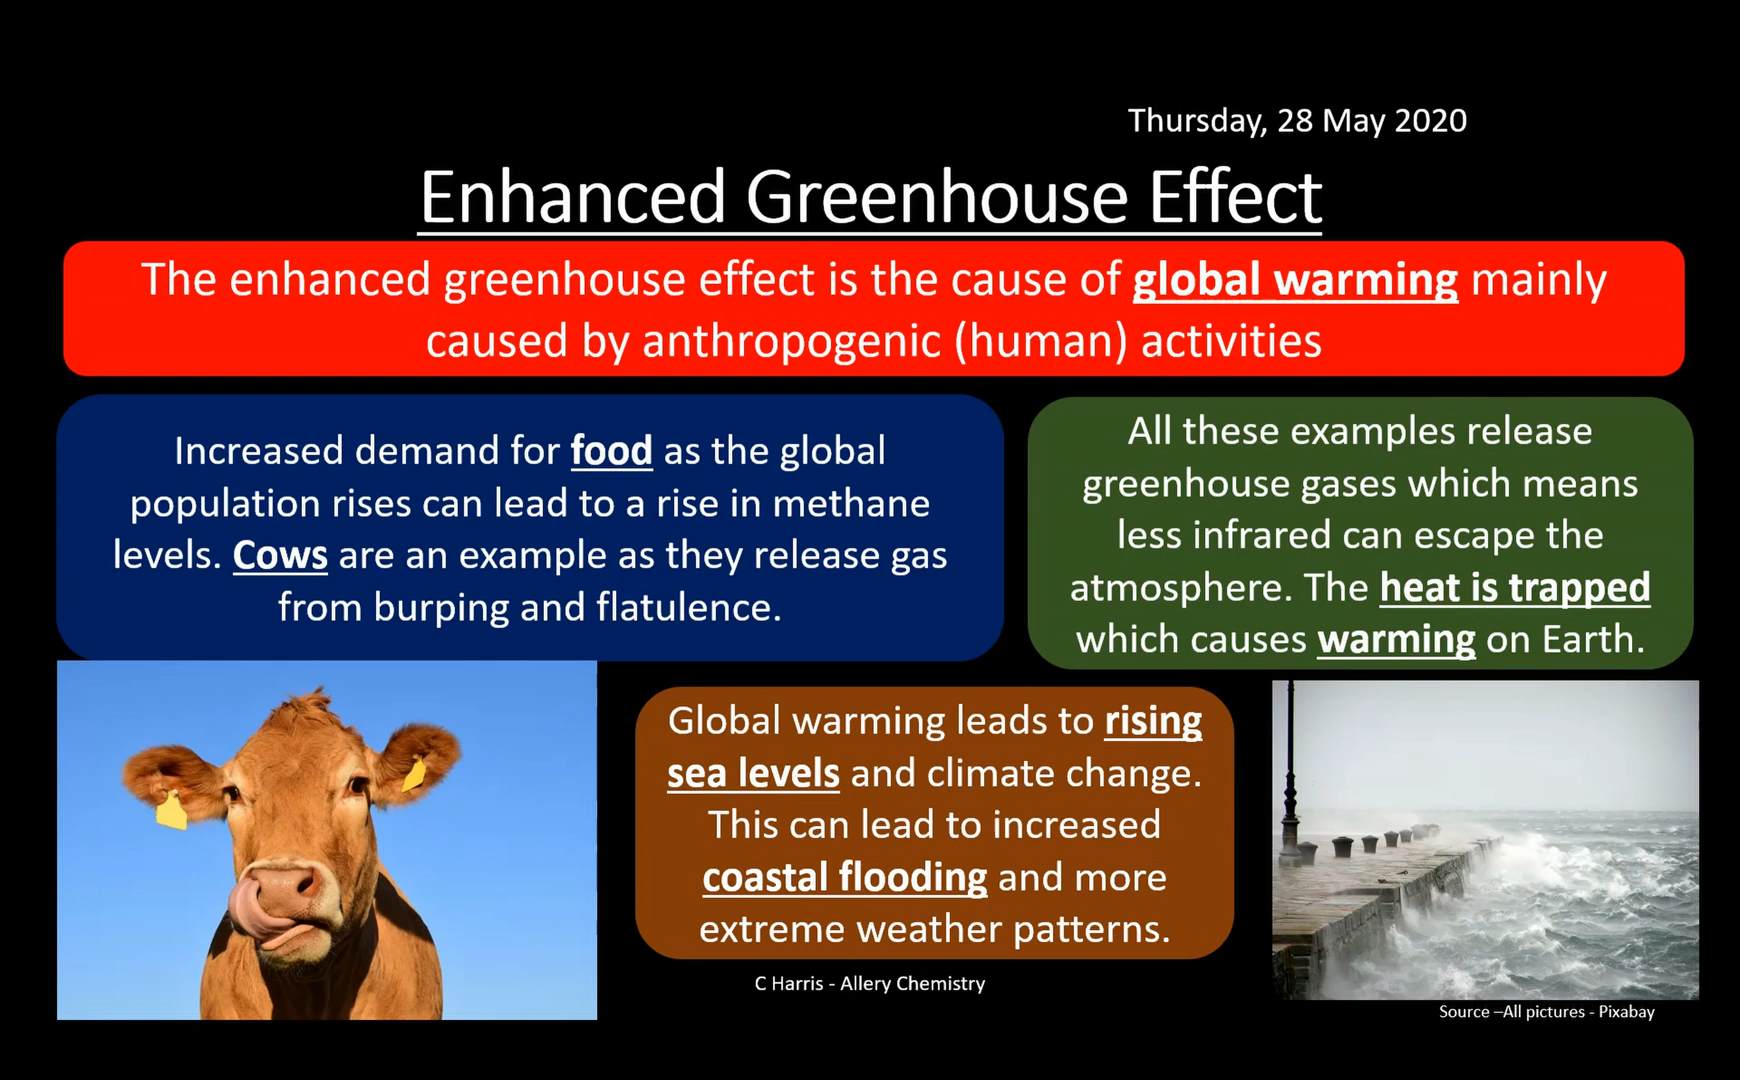 Thursday, 28 May 2020
Enhanced Greenhouse Effect
The enhanced greenhouse effect is the cause of global warming mainly
caused by anthropogenic (human) activities
Increased demand for food as the global
population rises can lead to a rise in methane
levels. Cows are an example as they release gas
from burping and flatulence.
All these examples release
greenhouse gases which means
less infrared can escape the
atmosphere. The heat is trapped
which causes warming on Earth.
Global warming leads to rising
sea levels and climate change.
This can lead to increased
coastal flooding and more
extreme weather patterns.
C Harris - Allery Chemistry
Source –All pictures - Pixabay